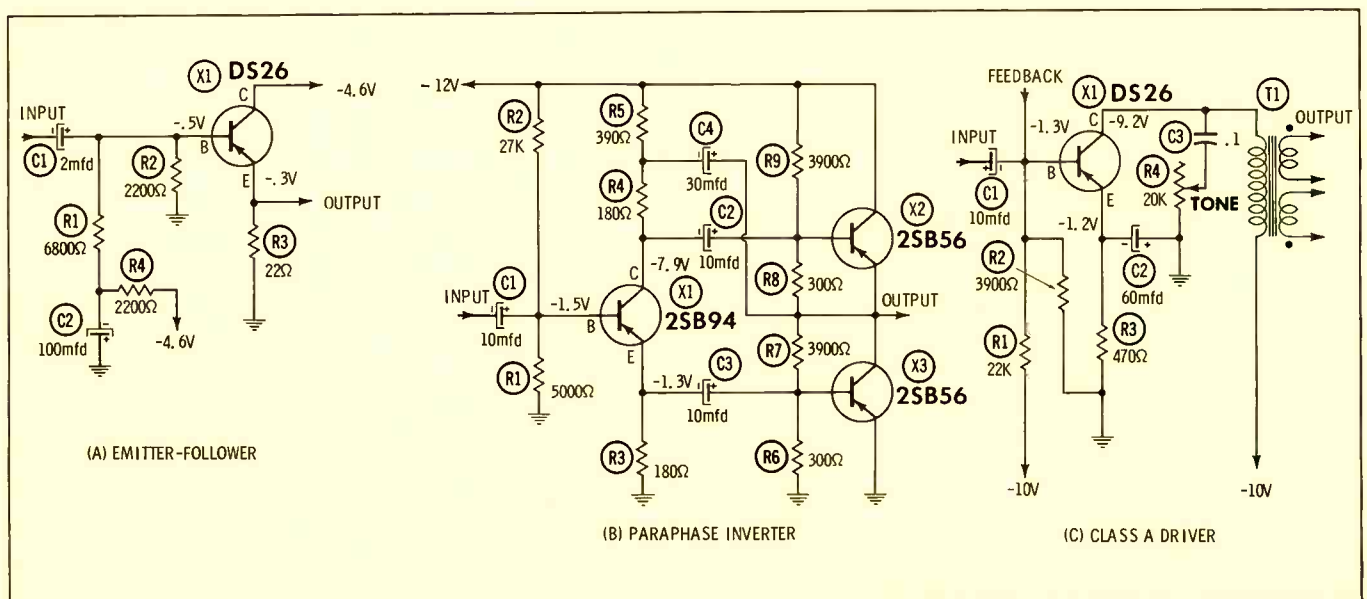 X1 DS26
C
-4.6V
INPUT
-.5V
B
C1 2mfd
R2
2200Ω
E
-.3V
OUTPUT
R1
6800Ω
R3
22Ω
R4
2200Ω
C2
100mfd
-4.6V
(A) EMITTER-FOLLOWER
- 12V
R2
27K
R5
390Ω
C4
30mfd
R9
3900Ω
R4
180Ω
C2
10mfd
X2
2SB56
C
-7.9V
R8
300Ω
INPUT
C1
10mfd
-1.5V
B
X1
2SB94
OUTPUT
E
R7
3900Ω
R1
5000Ω
-1.3V
C3
10mfd
X3
2SB56
R3
180Ω
R6
300Ω
(B) PARAPHASE INVERTER
FEEDBACK
X1 DS26
T1
OUTPUT
C
-9.2V
-1.3V
INPUT
C3
.1
C1
10mfd
B
R4
20K
TONE
E
-1.2V
R2
3900Ω
C2
60mfd
R1
22K
R3
470Ω
-10V
-10V
(C) CLASS A DRIVER